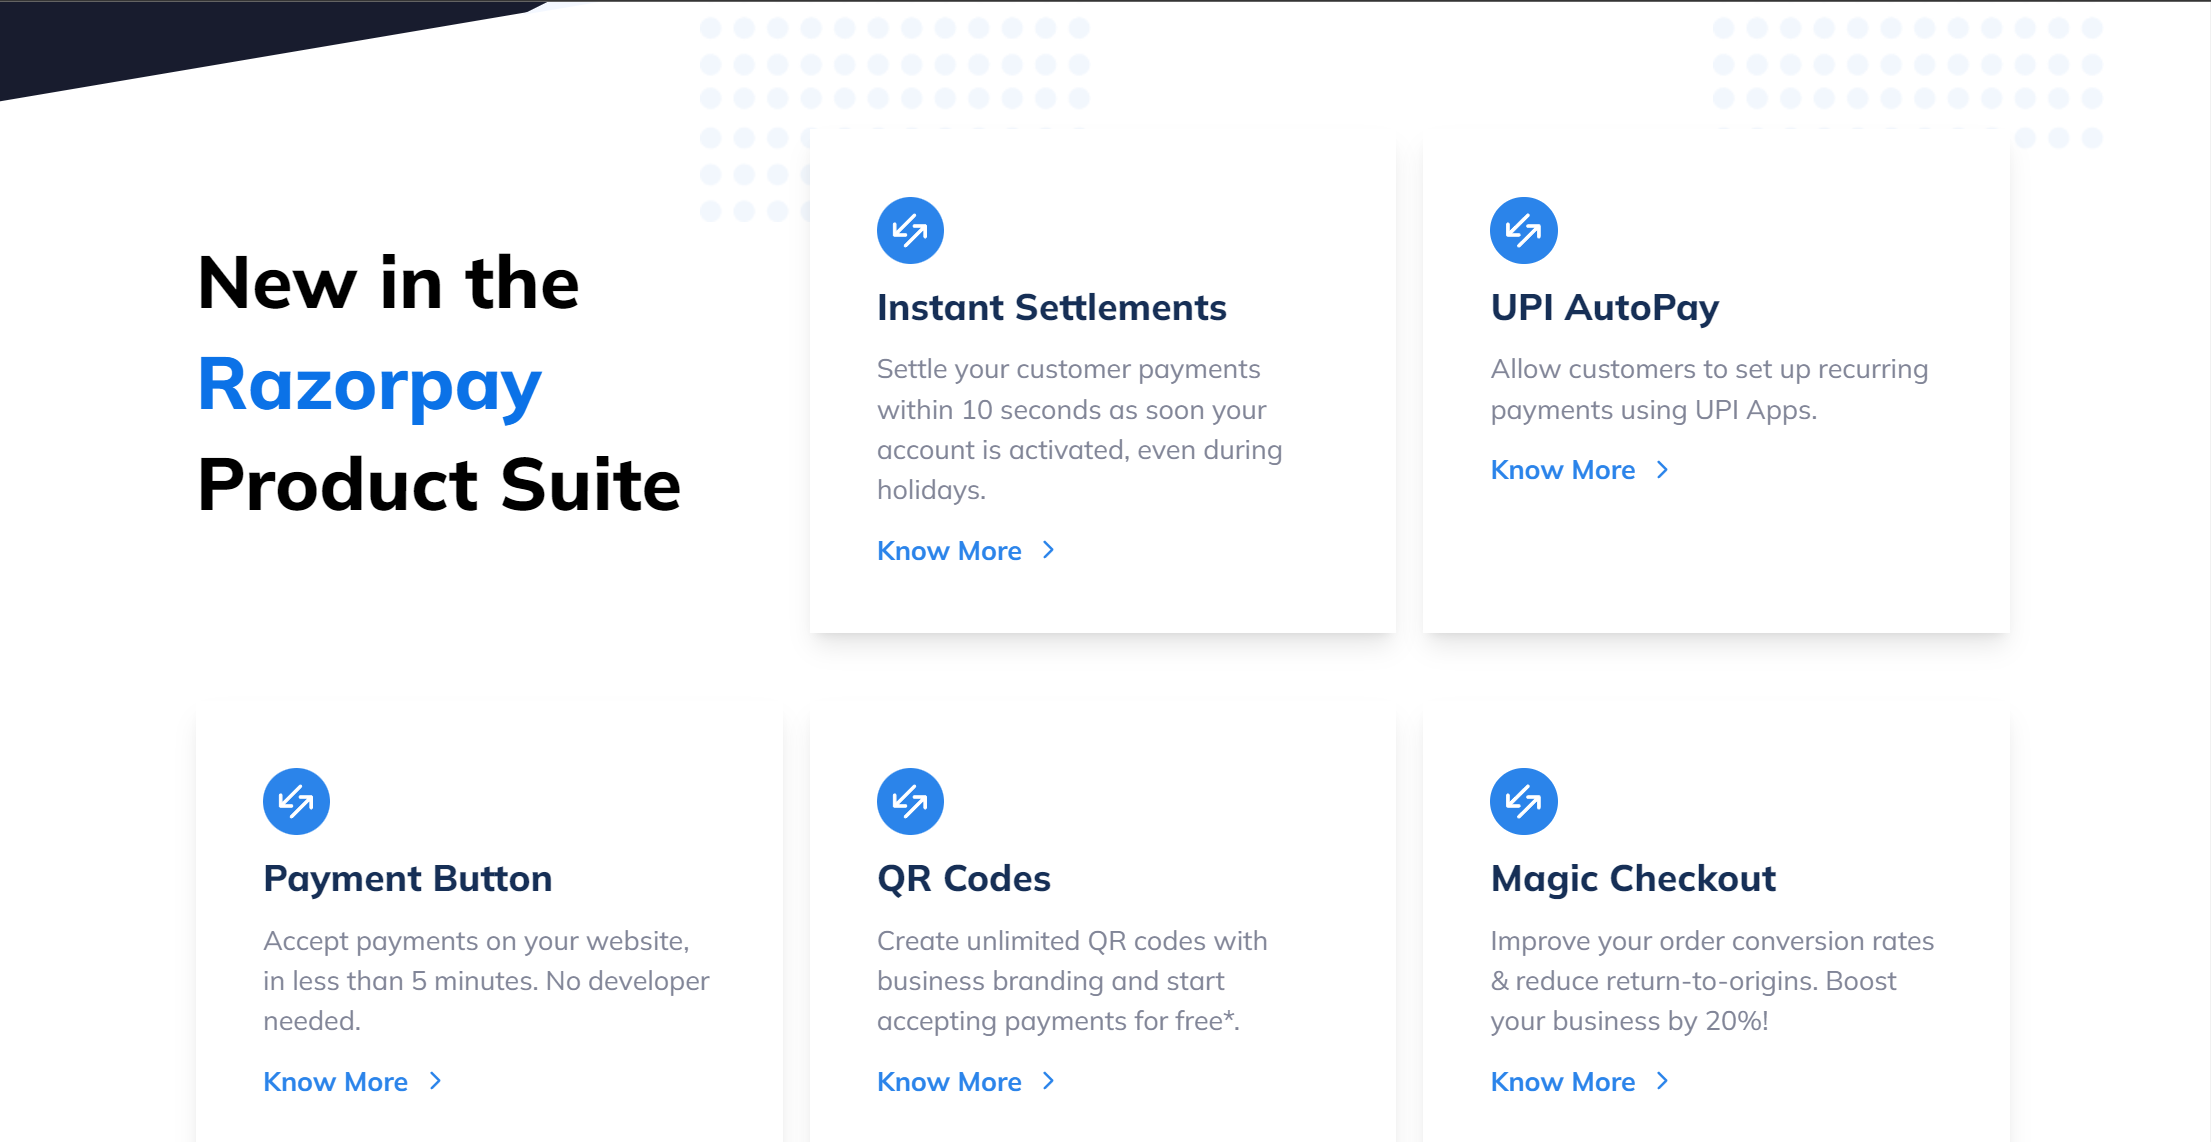 New in the
Razorpay
Product Suite
Instant Settlements
Settle your customer payments
within 10 seconds as soon your
account is activated, even during
holidays.
Know More
UPI AutoPay
Allow customers to set up recurring
payments using UPI Apps.
Know More
Payment Button
Accept payments on your website,
in less than 5 minutes. No developer
needed.
Know More
QR Codes
Create unlimited QR codes with
business branding and start
accepting payments for free*.
Know More
Magic Checkout
Improve your order conversion rates
& reduce return-to-origins. Boost
your business by 20%!
Know More